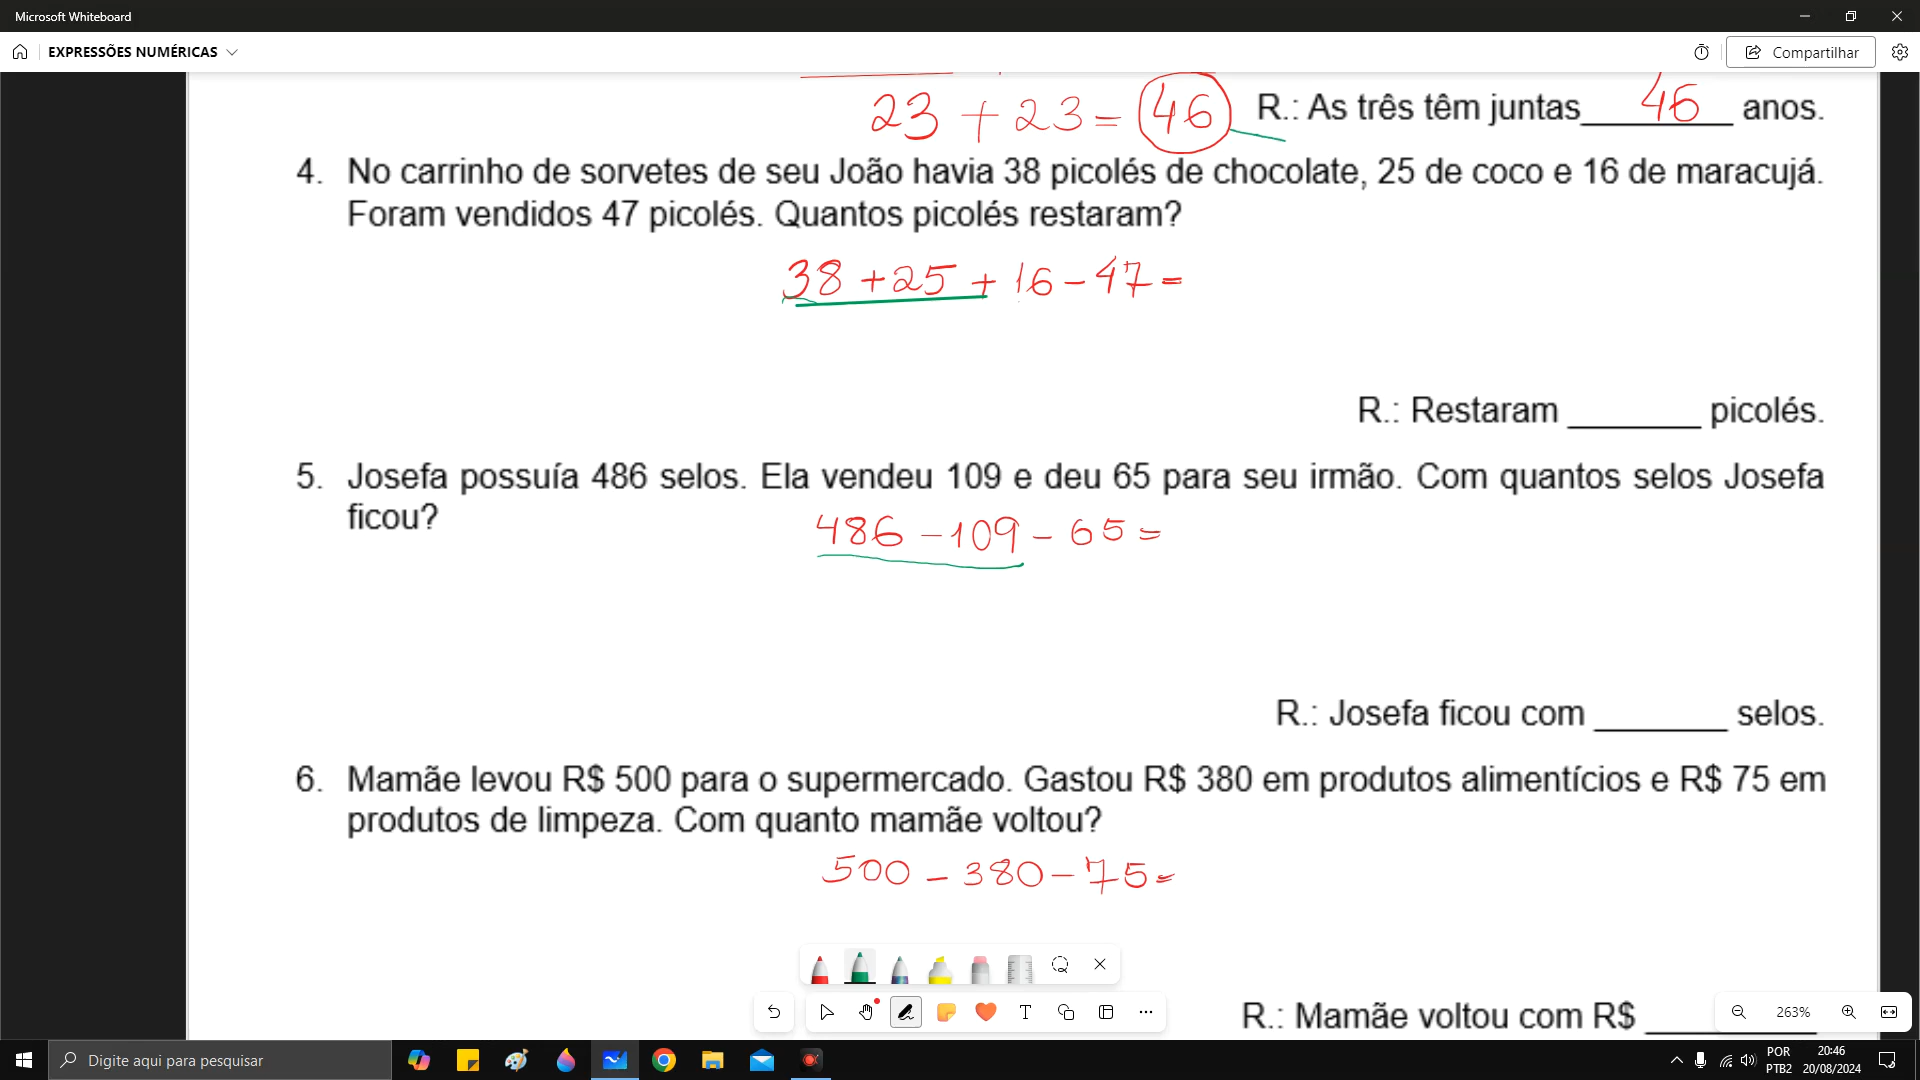 Microsoft Whiteboard
EXPRESSÕES NUMÉRICAS
Compartilhar
23 + 23 = 46
R.: As três têm juntas 46 anos.
4. No carrinho de sorvetes de seu João havia 38 picolés de chocolate, 25 de coco e 16 de maracujá.
Foram vendidos 47 picolés. Quantos picolés restaram?
38 + 25 + 16 - 47 =
R.: Restaram _______ picolés.
5. Josefa possuía 486 selos. Ela vendeu 109 e deu 65 para seu irmão. Com quantos selos Josefa
ficou?
486 - 109 - 65 =
R.: Josefa ficou com _______ selos.
6. Mamãe levou R$ 500 para o supermercado. Gastou R$ 380 em produtos alimentícios e R$ 75 em
produtos de limpeza. Com quanto mamãe voltou?
500 - 380 - 75 =
R.: Mamãe voltou com R$ _________
263%
Digite aqui para pesquisar
POR
PTB2
20:46
20/08/2024